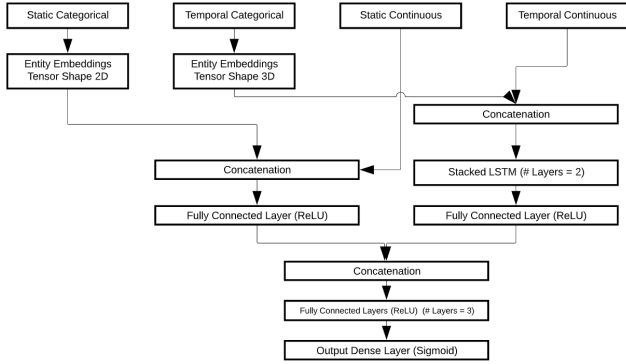 Static Categorical
Temporal Categorical
Static Continuous
Temporal Continuous
Entity Embeddings
Tensor Shape 2D
Entity Embeddings
Tensor Shape 3D
Concatenation
Concatenation
Stacked LSTM (# Layers = 2)
Fully Connected Layer (ReLU)
Fully Connected Layer (ReLU)
Concatenation
Fully Connected Layers (ReLU) (# Layers = 3)
Output Dense Layer (Sigmoid)